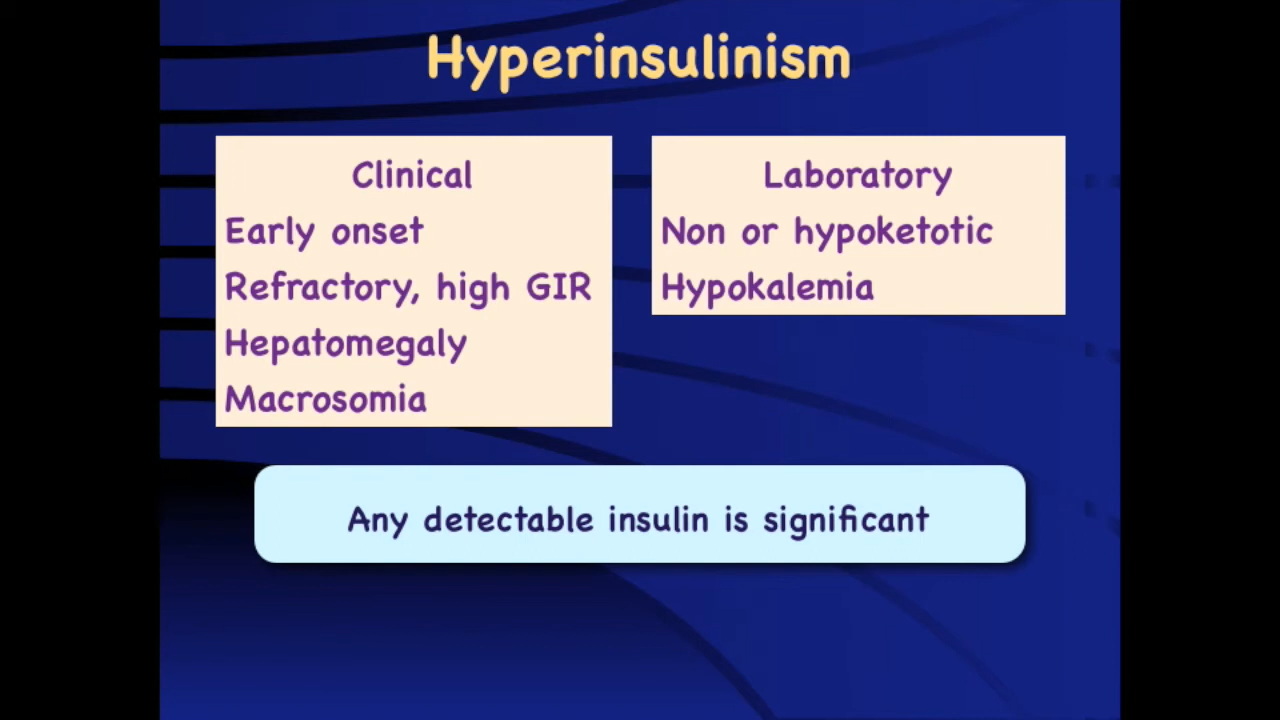 Hyperinsulinism
Clinical
Early onset
Refractory, high GIR
Hepatomegaly
Macrosomia
Laboratory
Non or hypoketotic
Hypokalemia
Any detectable insulin is significant